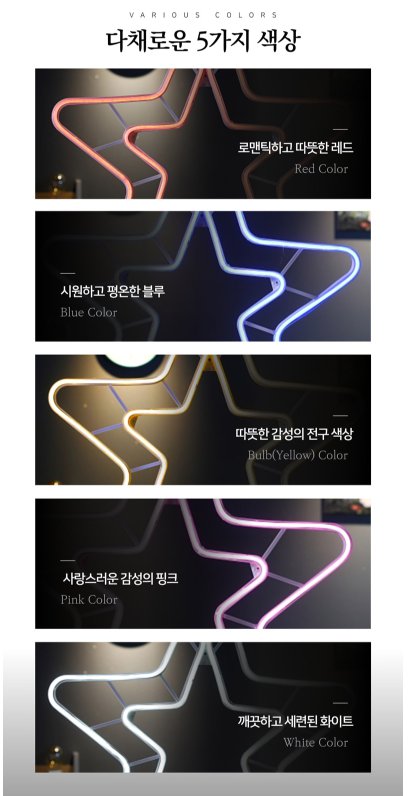 VARIOUS COLORS
다채로운 5가지 색상
로맨틱하고 따뜻한 레드
Red Color
시원하고 평온한 블루
Blue Color
따뜻한 감성의 전구 색상
Bulb(Yellow) Color
사랑스러운 감성의 핑크
Pink Color
깨끗하고 세련된 화이트
White Color